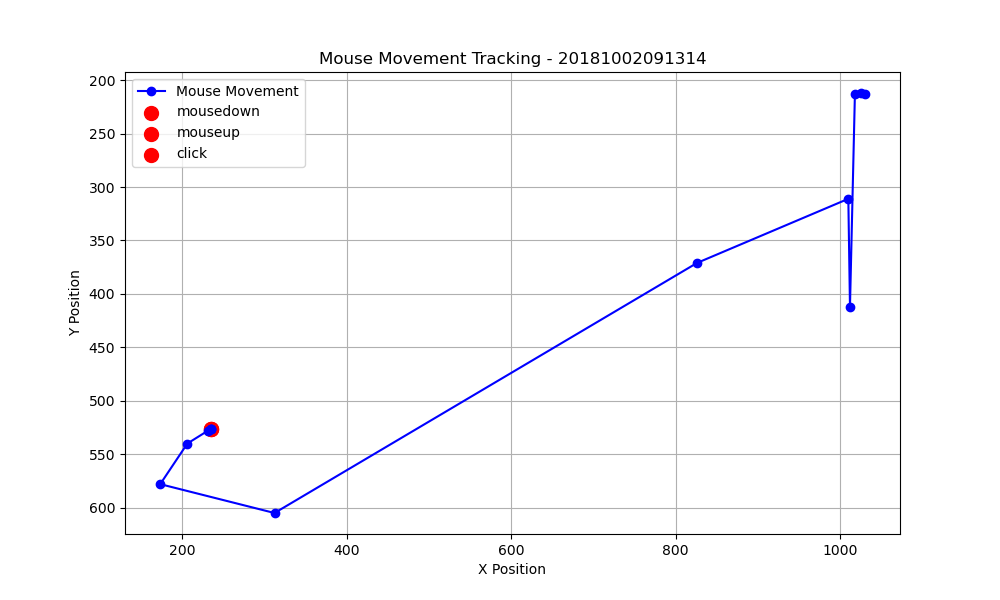 Mouse Movement Tracking - 20181002091314
Mouse Movement
mousedown
mouseup
click
200
250
300
350
400
450
500
550
600
Y Position
200 400 600 800 1000
X Position